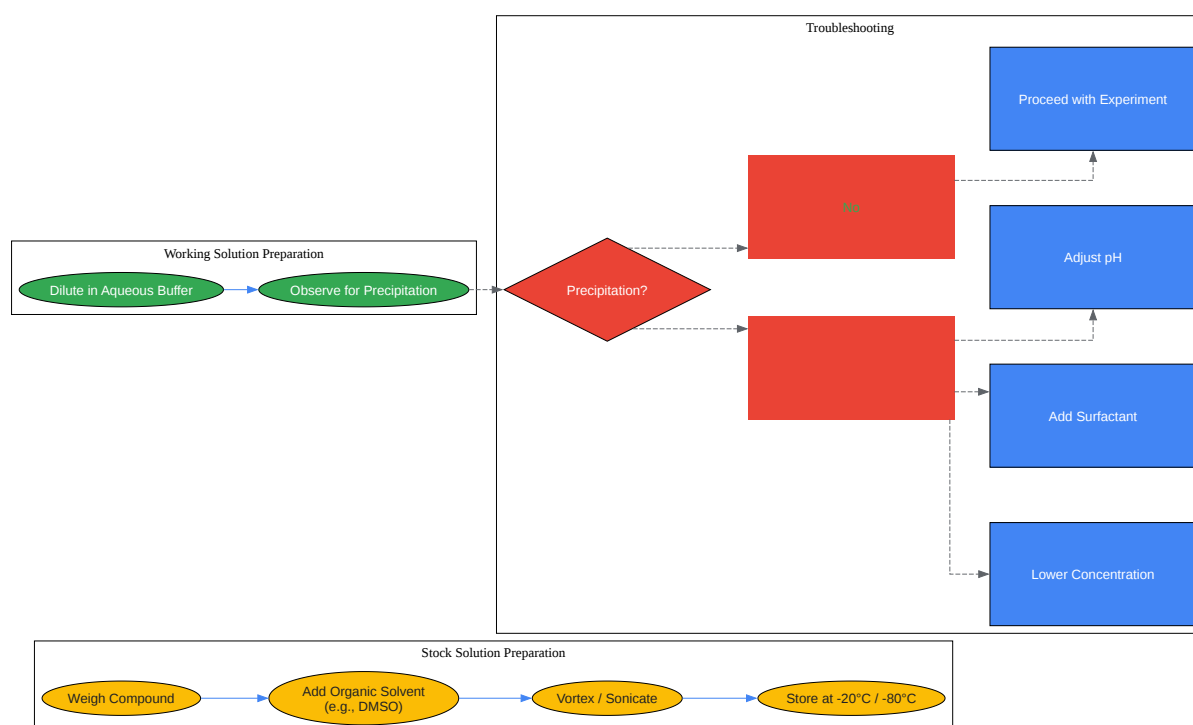 Troubleshooting
Proceed with Experiment
No
Adjust pH
Working Solution Preparation
Dilute in Aqueous Buffer
Observe for Precipitation
Precipitation?
Add Surfactant
Lower Concentration
Stock Solution Preparation
Weigh Compound
Add Organic Solvent
(e.g., DMSO)
Vortex / Sonicate
Store at -20°C / -80°C